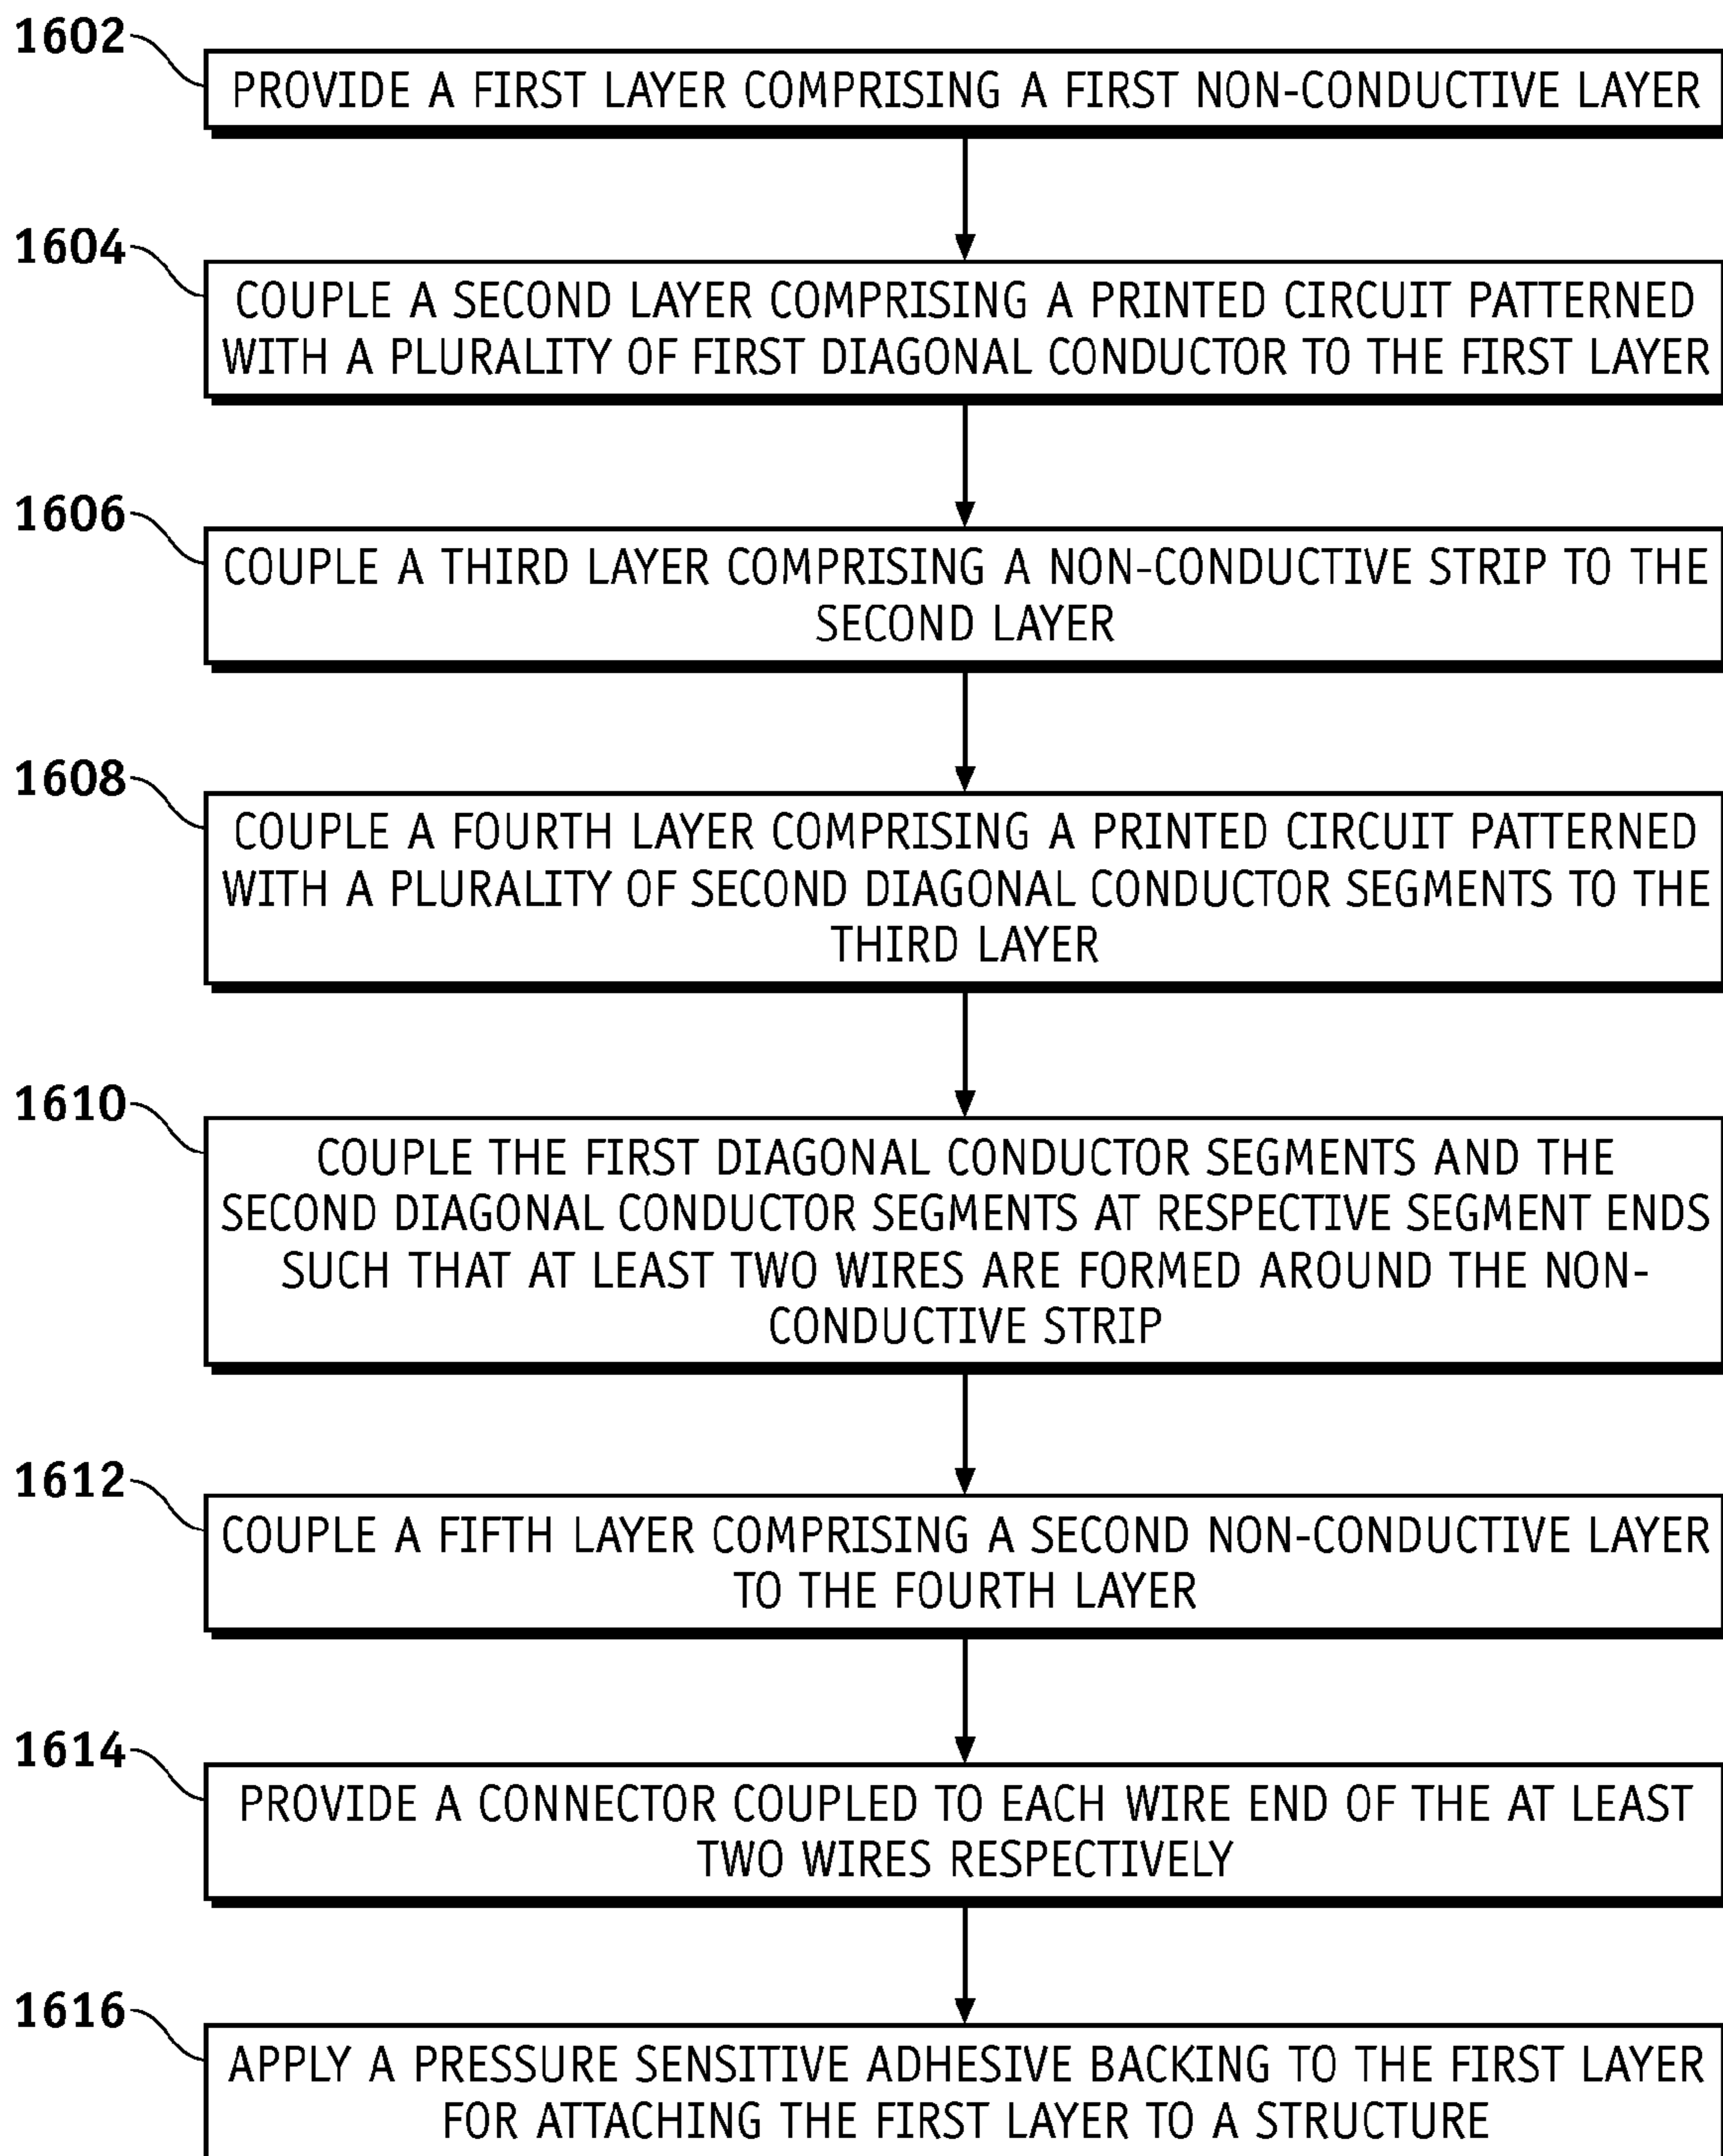 1602
PROVIDE A FIRST LAYER COMPRISING A FIRST NON-CONDUCTIVE LAYER
1604
COUPLE A SECOND LAYER COMPRISING A PRINTED CIRCUIT PATTERNED
WITH A PLURALITY OF FIRST DIAGONAL CONDUCTOR TO THE FIRST LAYER
1606
COUPLE A THIRD LAYER COMPRISING A NON-CONDUCTIVE STRIP TO THE
SECOND LAYER
1608
COUPLE A FOURTH LAYER COMPRISING A PRINTED CIRCUIT PATTERNED
WITH A PLURALITY OF SECOND DIAGONAL CONDUCTOR SEGMENTS TO THE
THIRD LAYER
1610
COUPLE THE FIRST DIAGONAL CONDUCTOR SEGMENTS AND THE
SECOND DIAGONAL CONDUCTOR SEGMENTS AT RESPECTIVE SEGMENT ENDS
SUCH THAT AT LEAST TWO WIRES ARE FORMED AROUND THE NON-
CONDUCTIVE STRIP
1612
COUPLE A FIFTH LAYER COMPRISING A SECOND NON-CONDUCTIVE LAYER
TO THE FOURTH LAYER
1614
PROVIDE A CONNECTOR COUPLED TO EACH WIRE END OF THE AT LEAST
TWO WIRES RESPECTIVELY
1616
APPLY A PRESSURE SENSITIVE ADHESIVE BACKING TO THE FIRST LAYER
FOR ATTACHING THE FIRST LAYER TO A STRUCTURE